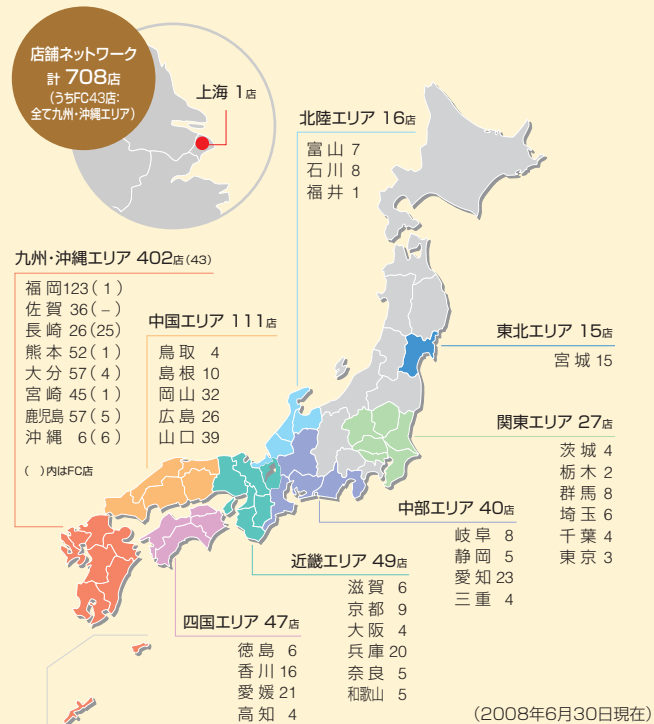 店舗ネットワーク
計 708店
(うちFC43店:
全て九州・沖縄エリア)
上海 1店
北陸エリア 16店
富山 7
石川 8
福井 1
九州・沖縄エリア 402店(43)
福岡123( 1 )
佐賀 36( − )
長崎 26(25)
熊本 52( 1 )
大分 57( 4 )
宮崎 45( 1 )
鹿児島 57( 5 )
沖縄 6( 6 )
( )内はFC店
中国エリア 111店
鳥取 4
島根 10
岡山 32
広島 26
山口 39
東北エリア 15店
宮城 15
関東エリア 27店
茨城 4
栃木 2
群馬 8
埼玉 6
千葉 4
東京 3
中部エリア 40店
岐阜 8
静岡 5
愛知 23
三重 4
近畿エリア 49店
滋賀 6
京都 9
大阪 4
兵庫 20
奈良 5
和歌山 5
四国エリア 47店
徳島 6
香川 16
愛媛 21
高知 4
(2008年6月30日現在)